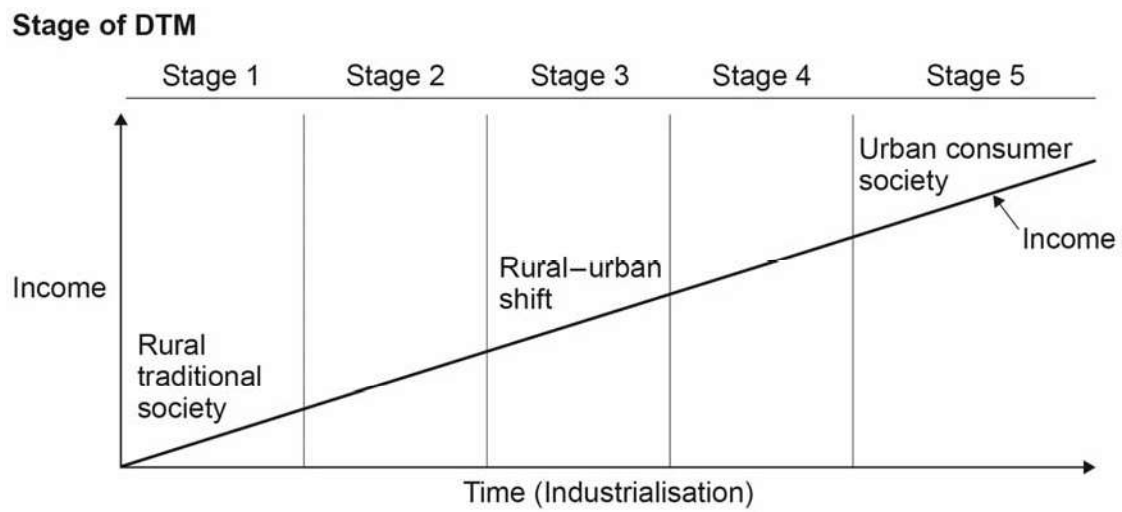 Stage of DTM
Stage 1 Stage 2 Stage 3 Stage 4 Stage 5
Urban consumer
society
Income
Rural–urban
shift
Income
Rural
traditional
society
Time (Industrialisation)